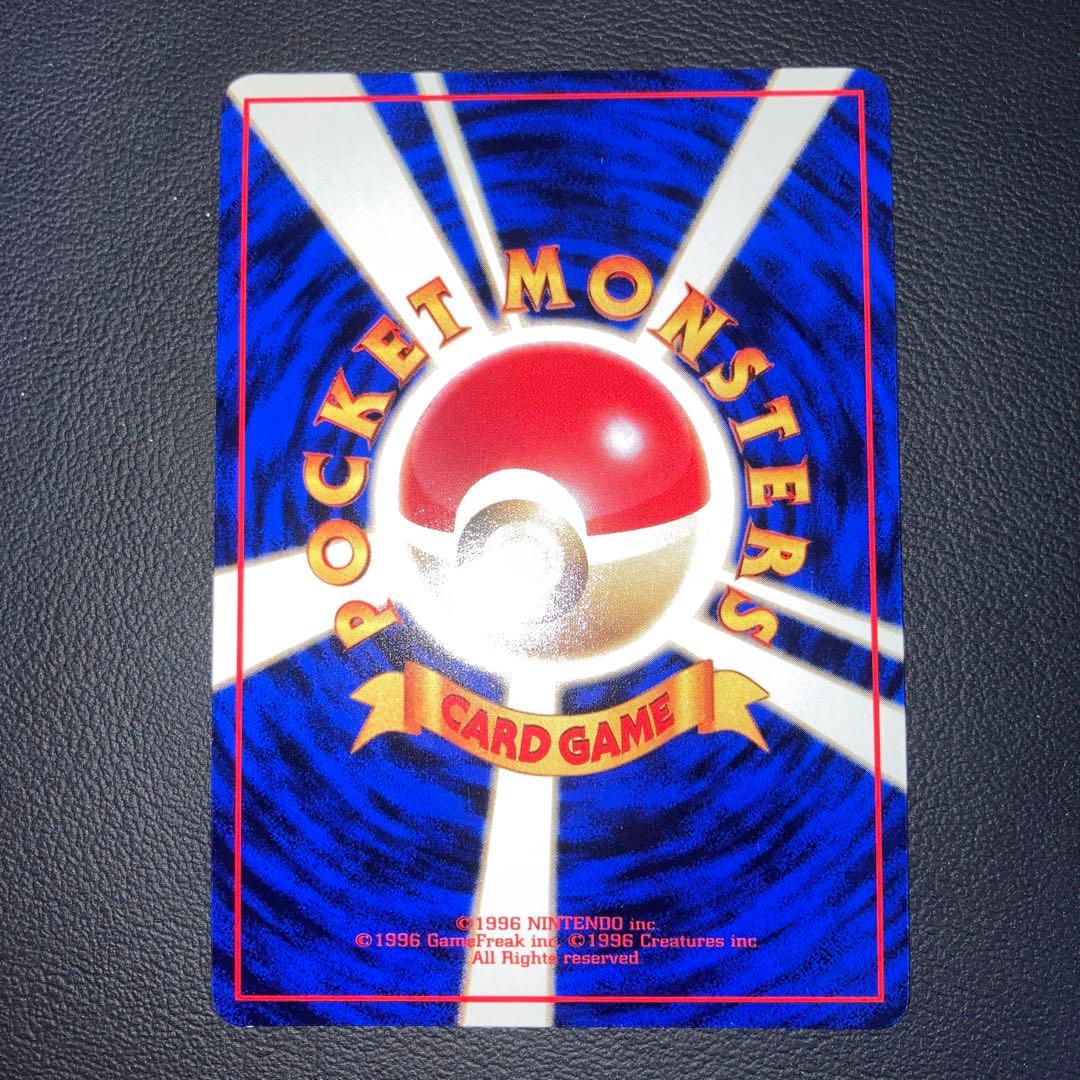 POCKET MONSTERS
CARD GAME
©1996 NINTENDO inc.
©1996 GameFreak inc. ©1996 Creatures inc.
All Rights reserved.